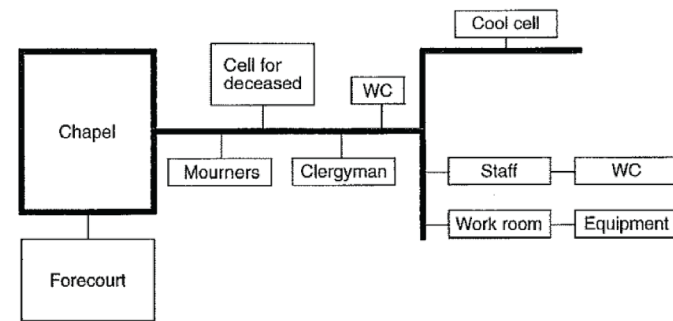 Cool cell
Cell for
deceased
WC
Chapel
Mourners
Clergyman
Staff
WC
Work room
Equipment
Forecourt